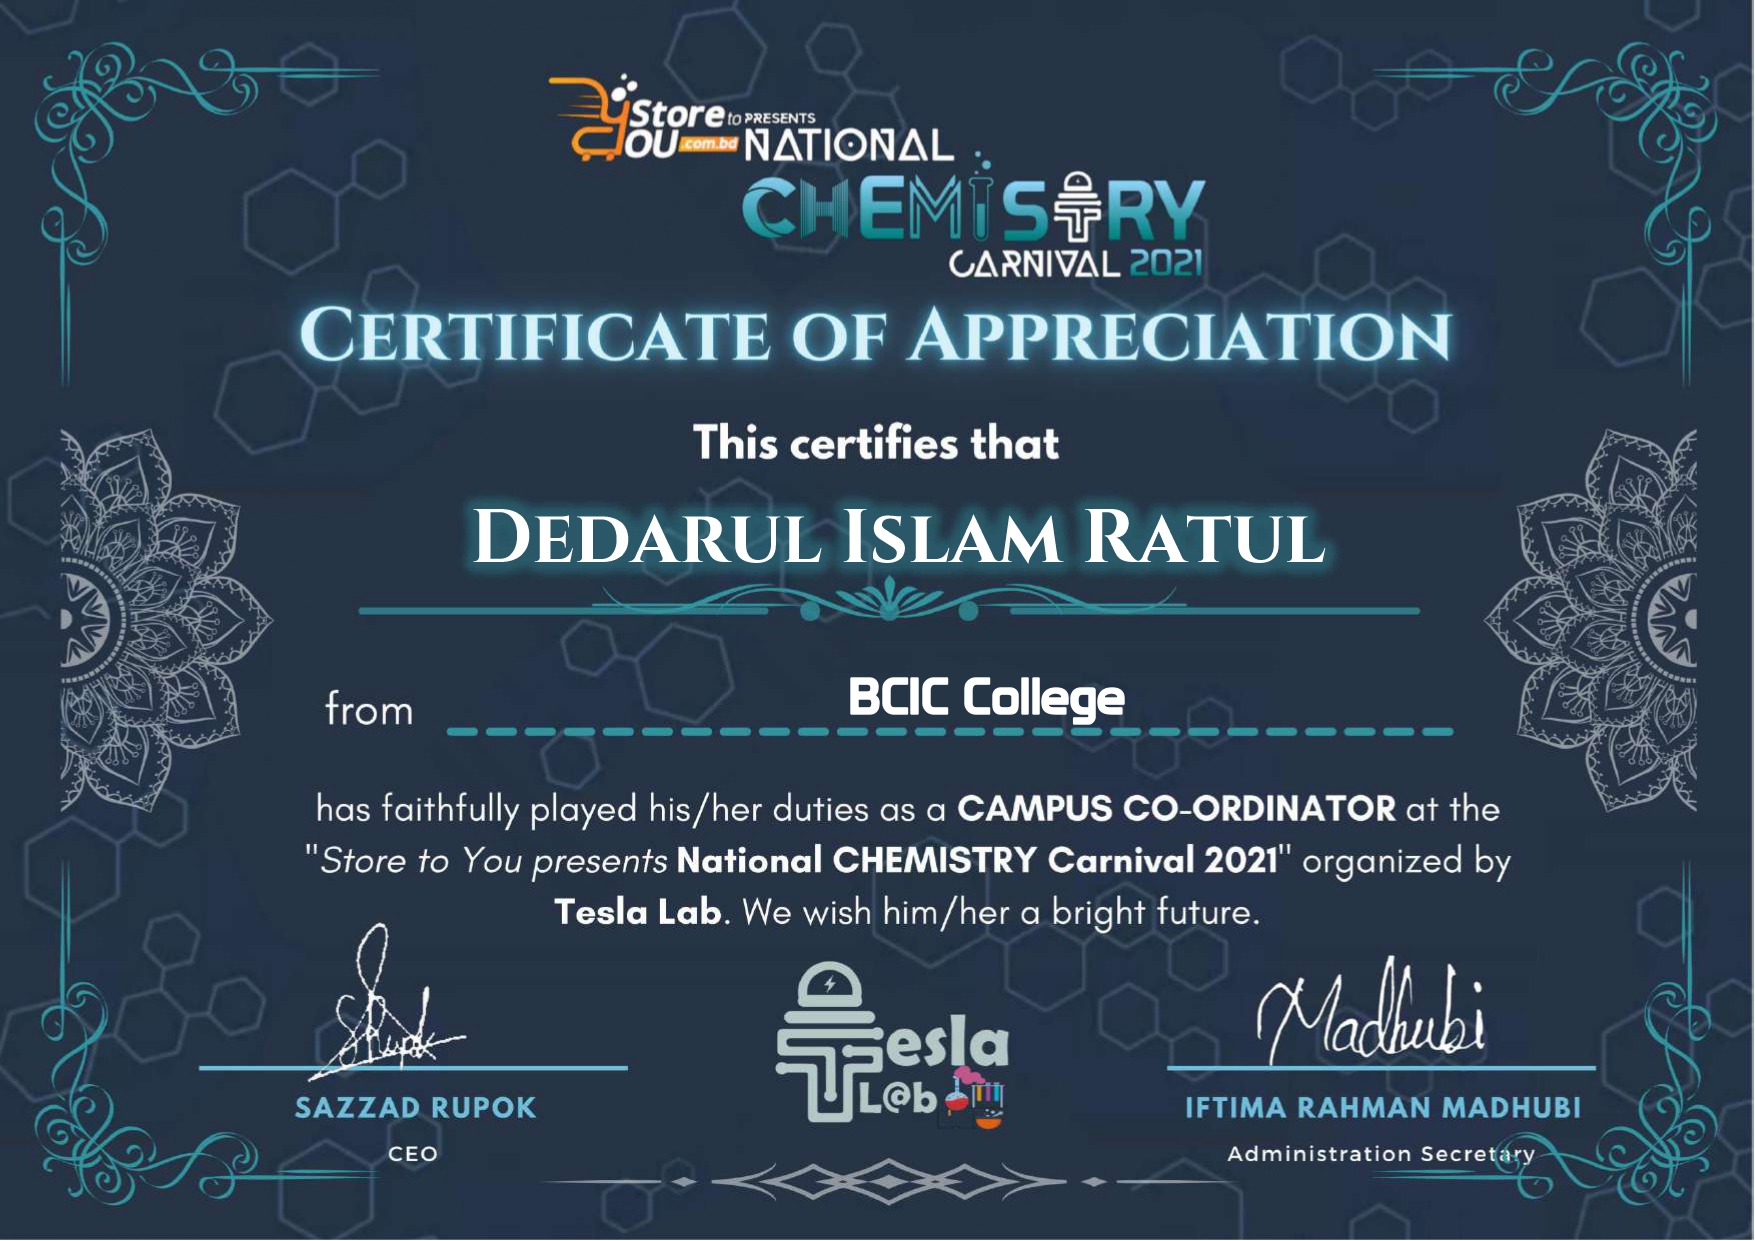 Store to PRESENTS
YOU .com.bd NATIONAL
CHEMISTRY
CARNIVAL 2021
CERTIFICATE OF APPRECIATION
This certifies that
DEDARUL ISLAM RATUL
from BCIC College
has faithfully played his/her duties as a CAMPUS CO-ORDINATOR at the
"Store to You presents National CHEMISTRY Carnival 2021" organized by
Tesla Lab. We wish him/her a bright future.
SRupok
Madhubi
Tesla
L@b
SAZZAD RUPOK
IFTIMA RAHMAN MADHUBI
CEO
Administration Secretary